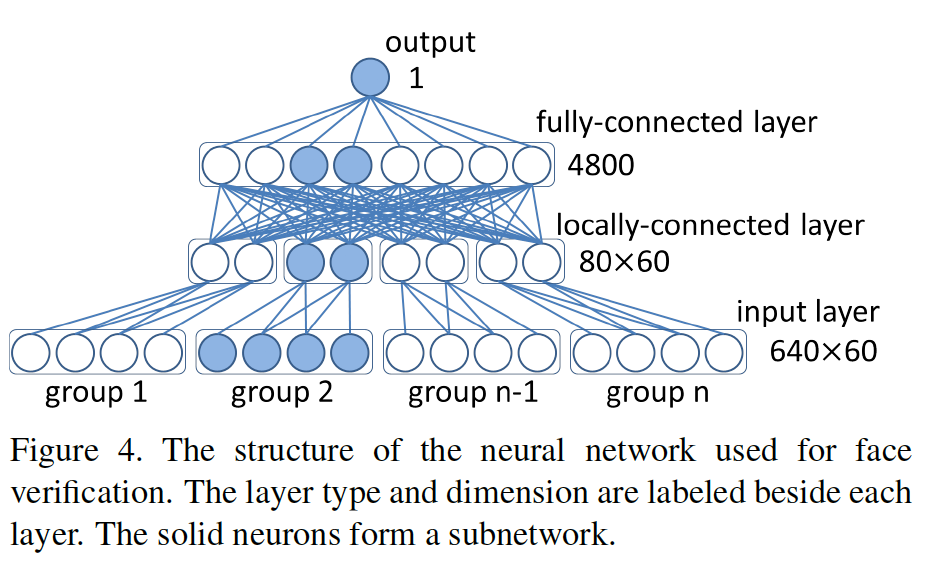 output
1
fully-connected layer
4800
locally-connected layer
80×60
input layer
640×60
group 1 group 2 group n-1 group n
Figure 4. The structure of the neural network used for face
verification. The layer type and dimension are labeled beside each
layer. The solid neurons form a subnetwork.